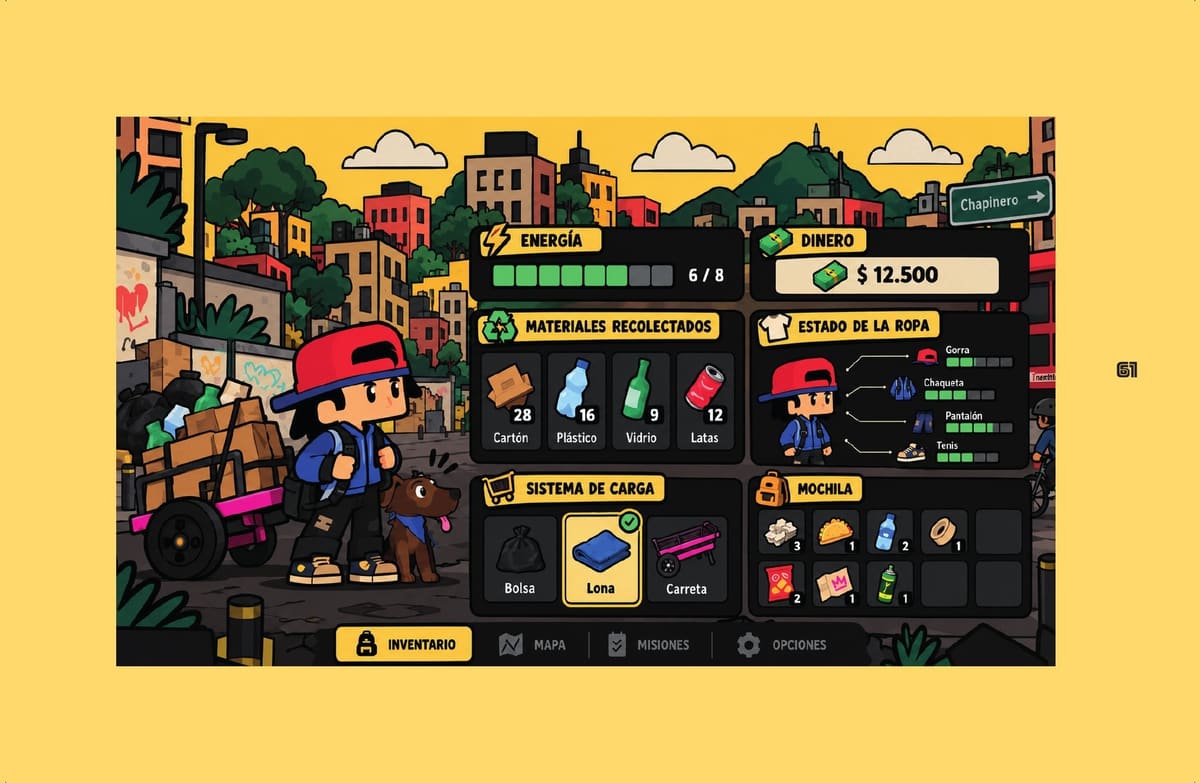 Chapinero →
ENERGÍA
6 / 8
DINERO
$ 12.500
MATERIALES RECOLECTADOS
28
Cartón
16
Plástico
9
Vidrio
12
Latas
ESTADO DE LA ROPA
Gorra
Chaqueta
Pantalón
Tenis
SISTEMA DE CARGA
Bolsa
Lona
Carreta
MOCHILA
3
1
2
1
2
1
1
INVENTARIO
MAPA
MISIONES
OPCIONES
61